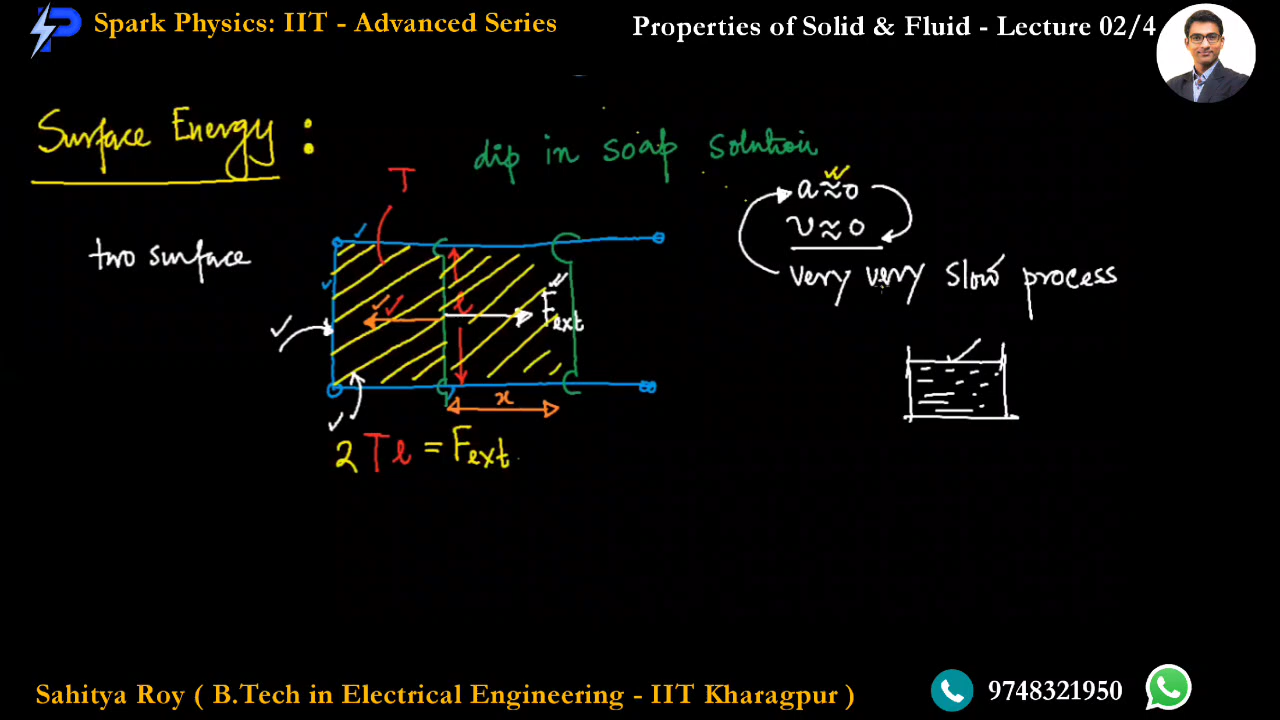 Spark Physics: IIT - Advanced Series
Properties of Solid & Fluid - Lecture 02/4
Surface Energy :
dip in soap solution
T
a ≈ 0
v ≈ 0
two surface
very very slow process
l
Fext
x
2Tl = Fext
Sahitya Roy ( B.Tech in Electrical Engineering - IIT Kharagpur )
9748321950